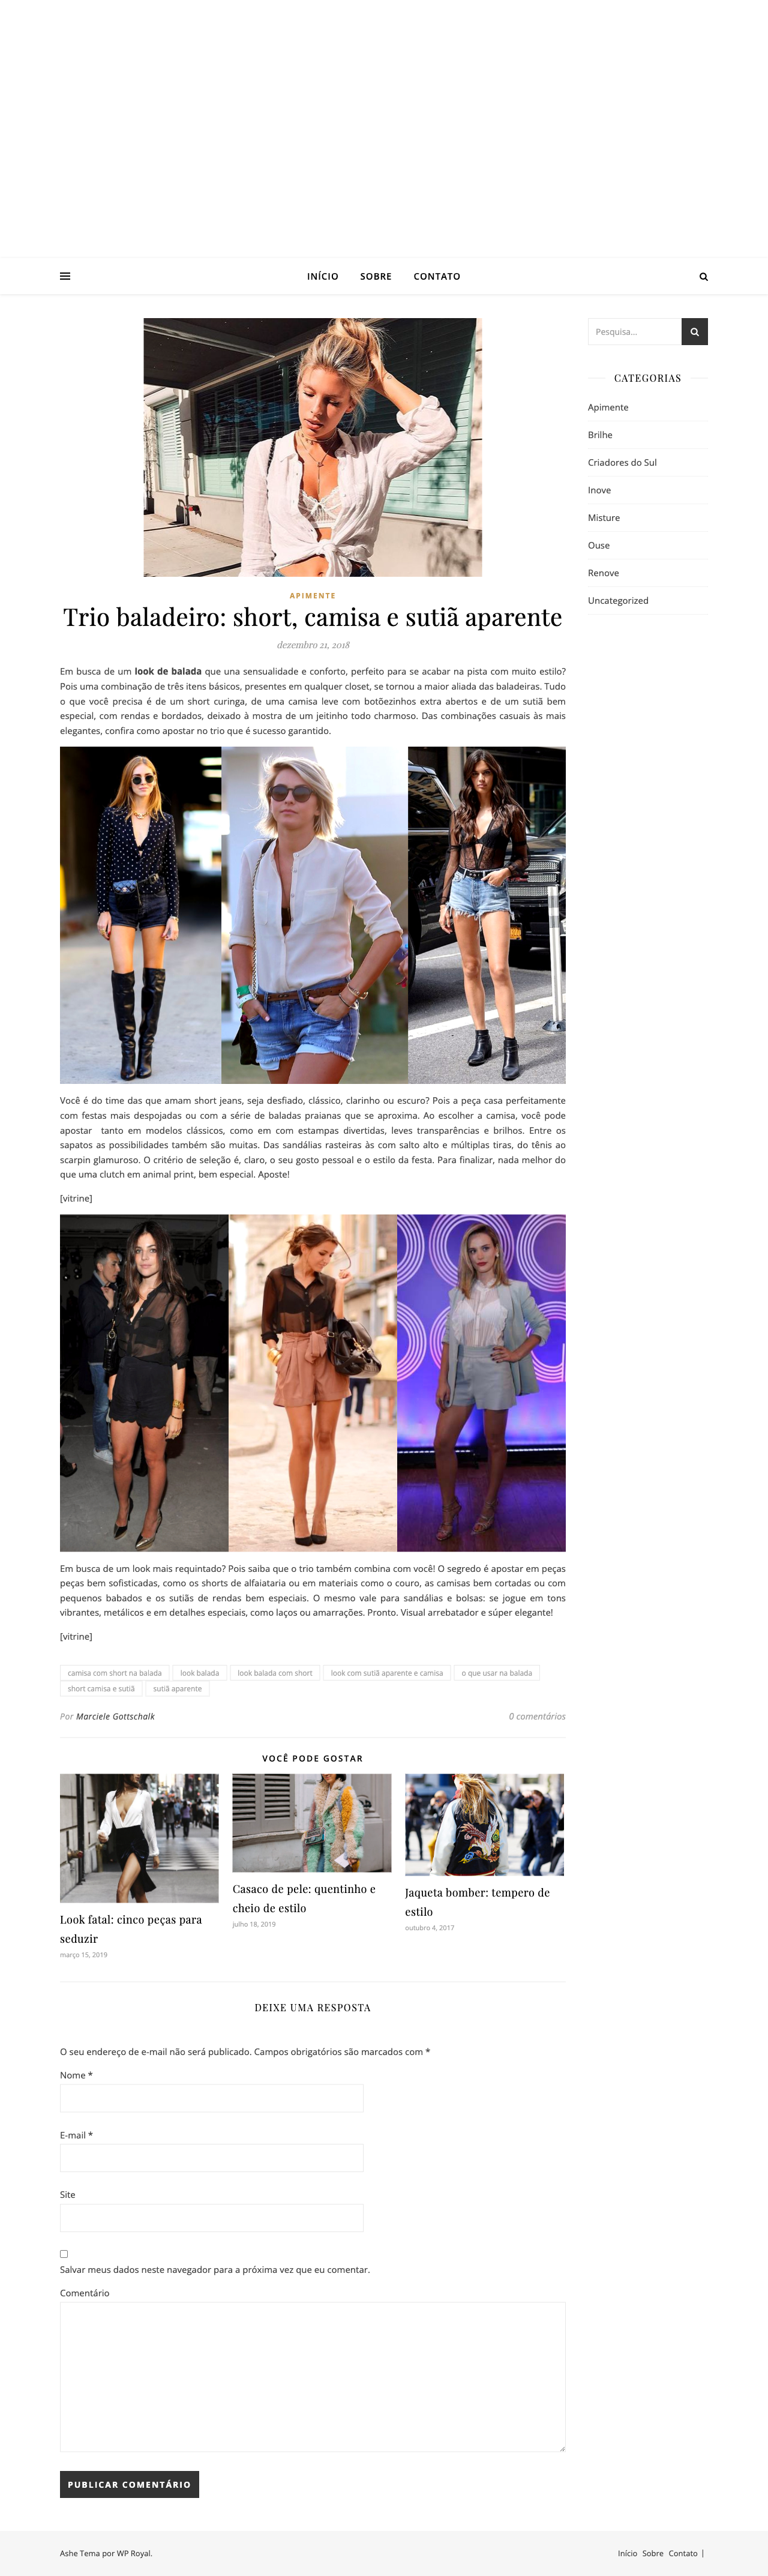 INÍCIO SOBRE CONTATO
APIMENTE
Trio baladeiro: short, camisa e sutiã aparente
dezembro 21, 2018
Em busca de um look de balada que una sensualidade e conforto, perfeito para se acabar na pista com muito estilo?
Pois uma combinação de três itens básicos, presentes em qualquer closet, se tornou a maior aliada das baladeiras. Tudo
o que você precisa é de um short curinga, de uma camisa leve com botõezinhos extra abertos e de um sutiã bem
especial, com rendas e bordados, deixado à mostra de um jeitinho todo charmoso. Das combinações casuais às mais
elegantes, confira como apostar no trio que é sucesso garantido.
Você é do time das que amam short jeans, seja desfiado, clássico, clarinho ou escuro? Pois a peça casa perfeitamente
com festas mais despojadas ou com a série de baladas praianas que se aproxima. Ao escolher a camisa, você pode
apostar tanto em modelos clássicos, como em com estampas divertidas, leves transparências e brilhos. Entre os
sapatos as possibilidades também são muitas. Das sandálias rasteiras às com salto alto e múltiplas tiras, do tênis ao
scarpin glamuroso. O critério de seleção é, claro, o seu gosto pessoal e o estilo da festa. Para finalizar, nada melhor do
que uma clutch em animal print, bem especial. Aposte!
[vitrine]
Em busca de um look mais requintado? Pois saiba que o trio também combina com você! O segredo é apostar em peças
peças bem sofisticadas, como os shorts de alfaiataria ou em materiais como o couro, as camisas bem cortadas ou com
pequenos babados e os sutiãs de rendas bem especiais. O mesmo vale para sandálias e bolsas: se jogue em tons
vibrantes, metálicos e em detalhes especiais, como laços ou amarrações. Pronto. Visual arrebatador e súper elegante!
[vitrine]
camisa com short na balada look balada look balada com short look com sutiã aparente e camisa o que usar na balada
short camisa e sutiã sutiã aparente
Por Marciele Gottschalk 0 comentários
VOCÊ PODE GOSTAR
Look fatal: cinco peças para
seduzir
março 15, 2019
Casaco de pele: quentinho e
cheio de estilo
julho 18, 2019
Jaqueta bomber: tempero de
estilo
outubro 4, 2017
DEIXE UMA RESPOSTA
O seu endereço de e-mail não será publicado. Campos obrigatórios são marcados com *
Nome *
E-mail *
Site
Salvar meus dados neste navegador para a próxima vez que eu comentar.
Comentário
PUBLICAR COMENTÁRIO
Pesquisa...
CATEGORIAS
Apimente
Brilhe
Criadores do Sul
Inove
Misture
Ouse
Renove
Uncategorized
Ashe Tema por WP Royal. Início Sobre Contato |